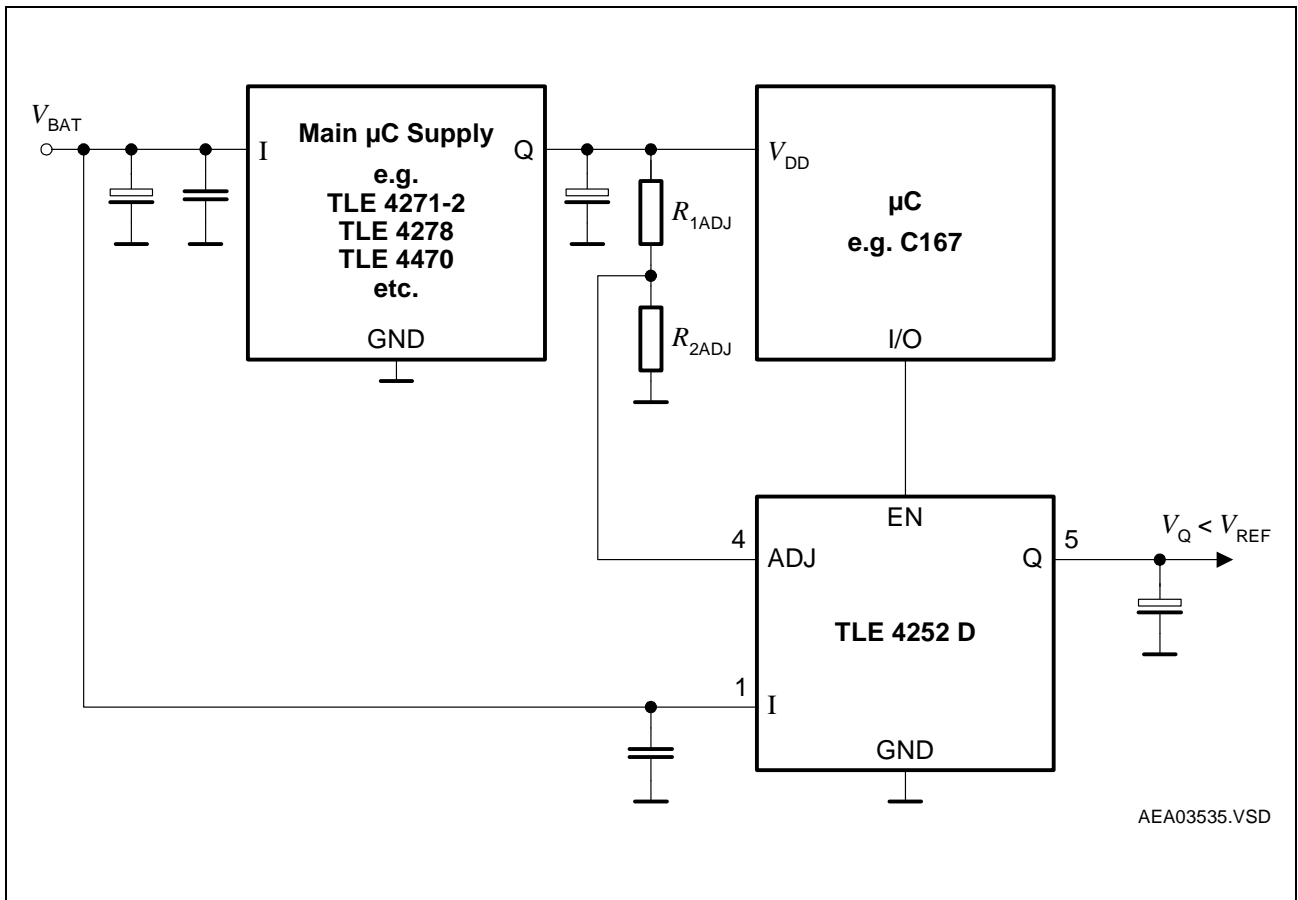 V_BAT
I
Main µC Supply
Q
e.g.
TLE 4271-2
TLE 4278
TLE 4470
etc.
GND
R_1ADJ
R_2ADJ
V_DD
µC
e.g. C167
I/O
EN
4
ADJ
Q
5
V_Q < V_REF
TLE 4252 D
1
I
GND
AEA03535.VSD